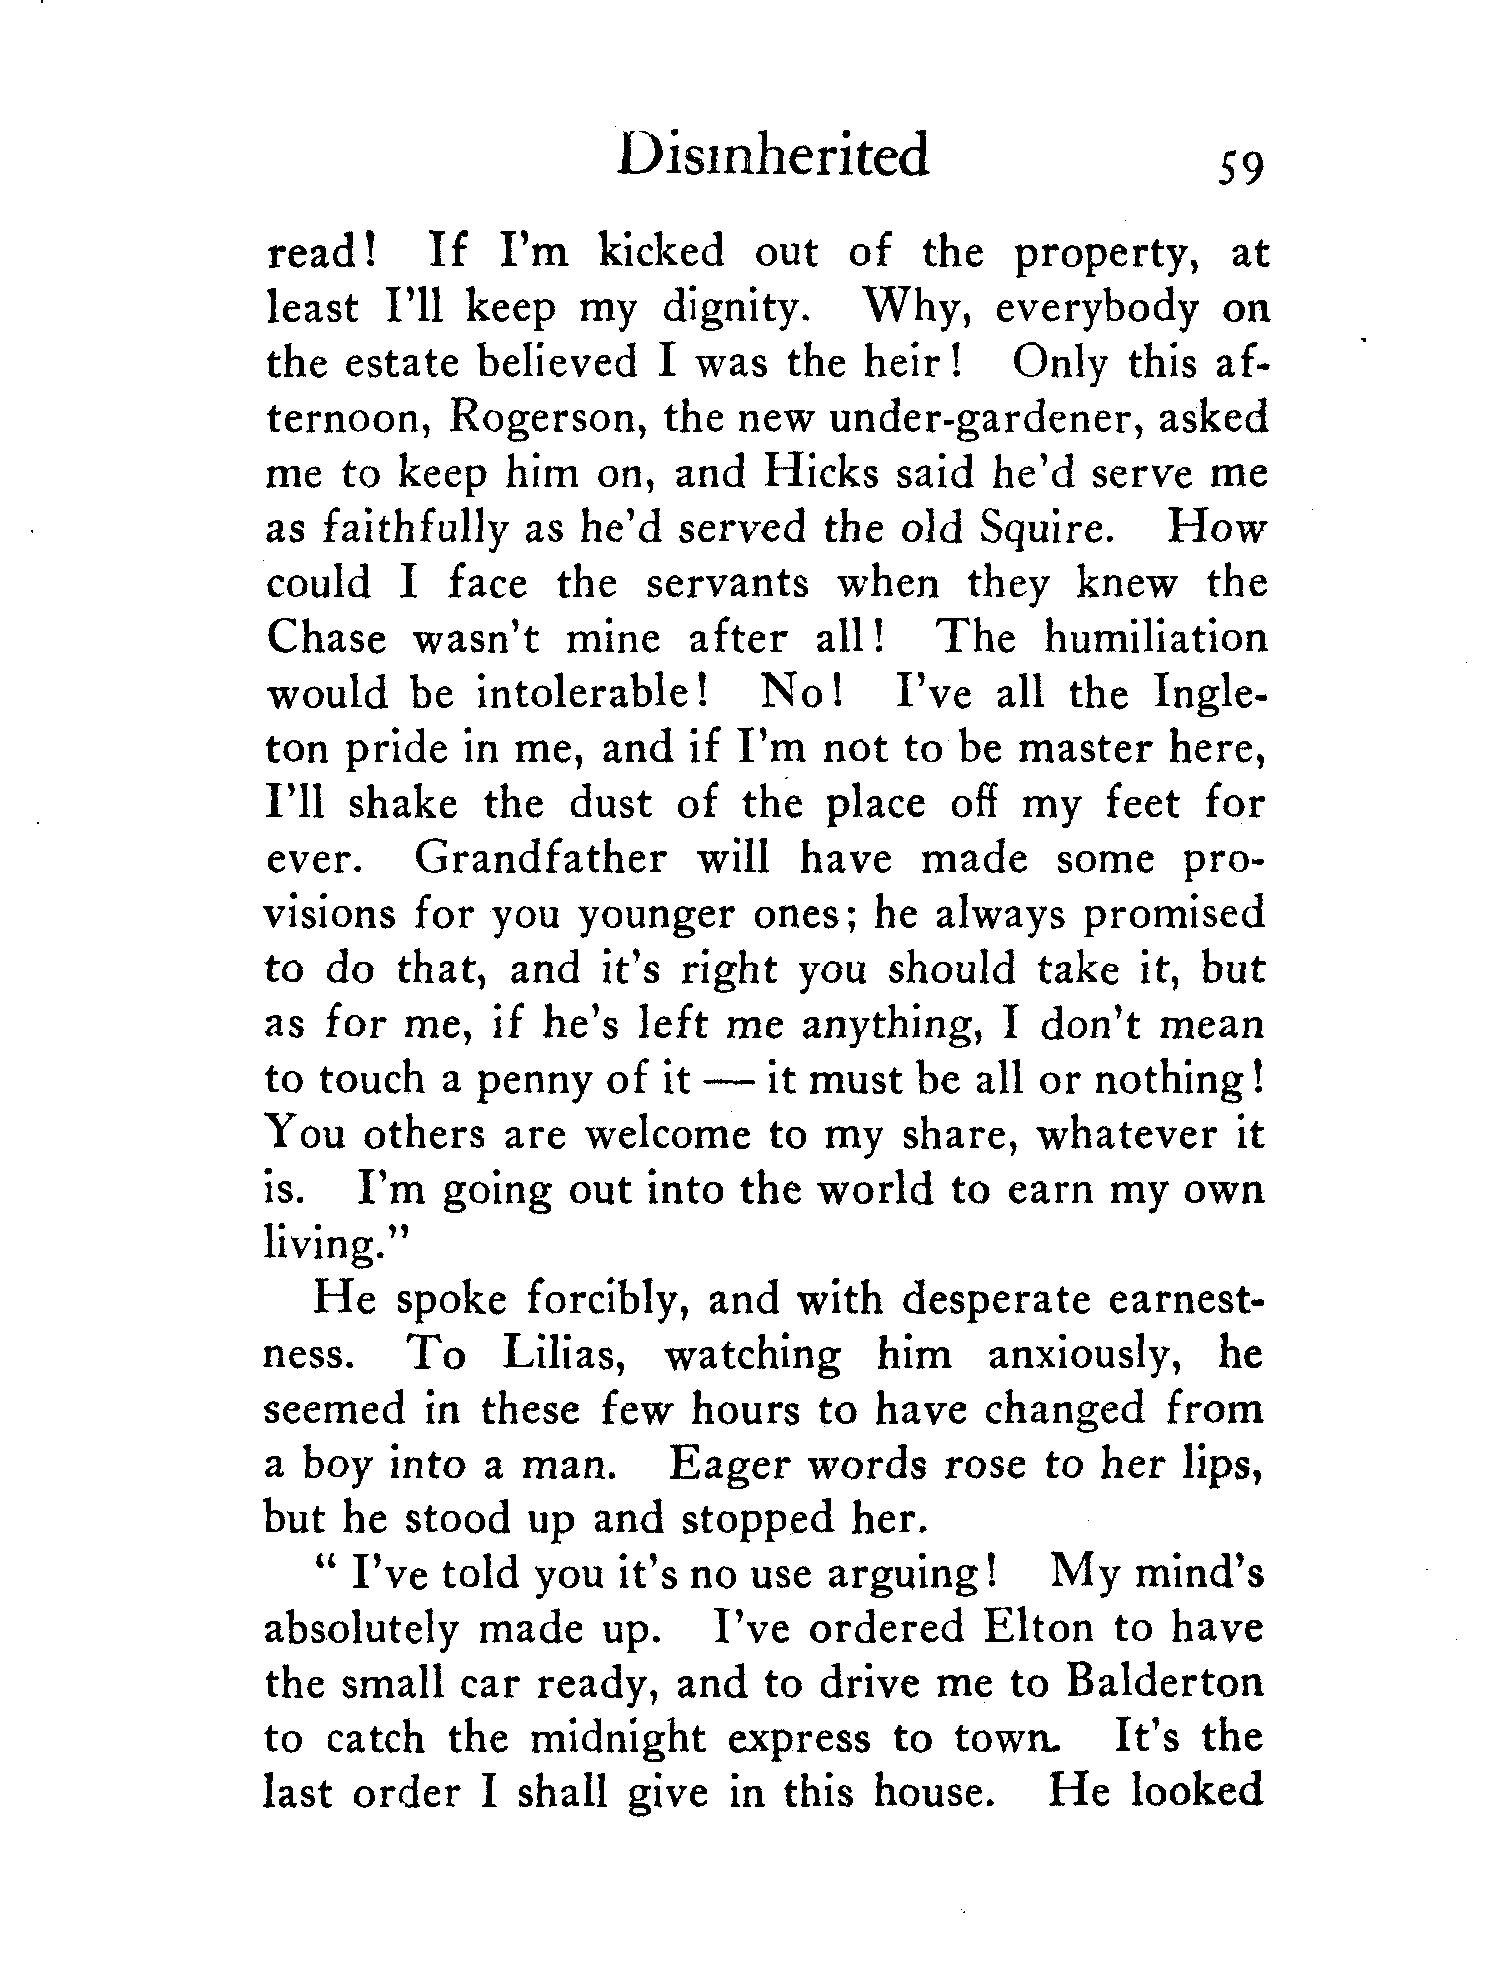 Disinherited 59
read! If I'm kicked out of the property, at
least I'll keep my dignity. Why, everybody on
the estate believed I was the heir! Only this af-
ternoon, Rogerson, the new under-gardener, asked
me to keep him on, and Hicks said he'd serve me
as faithfully as he'd served the old Squire. How
could I face the servants when they knew the
Chase wasn't mine after all! The humiliation
would be intolerable! No! I've all the Ingle-
ton pride in me, and if I'm not to be master here,
I'll shake the dust of the place off my feet for
ever. Grandfather will have made some pro-
visions for you younger ones; he always promised
to do that, and it's right you should take it, but
as for me, if he's left me anything, I don't mean
to touch a penny of it — it must be all or nothing!
You others are welcome to my share, whatever it
is. I'm going out into the world to earn my own
living."
He spoke forcibly, and with desperate earnest-
ness. To Lilias, watching him anxiously, he
seemed in these few hours to have changed from
a boy into a man. Eager words rose to her lips,
but he stood up and stopped her.
"I've told you it's no use arguing! My mind's
absolutely made up. I've ordered Elton to have
the small car ready, and to drive me to Balderton
to catch the midnight express to town. It's the
last order I shall give in this house. He looked